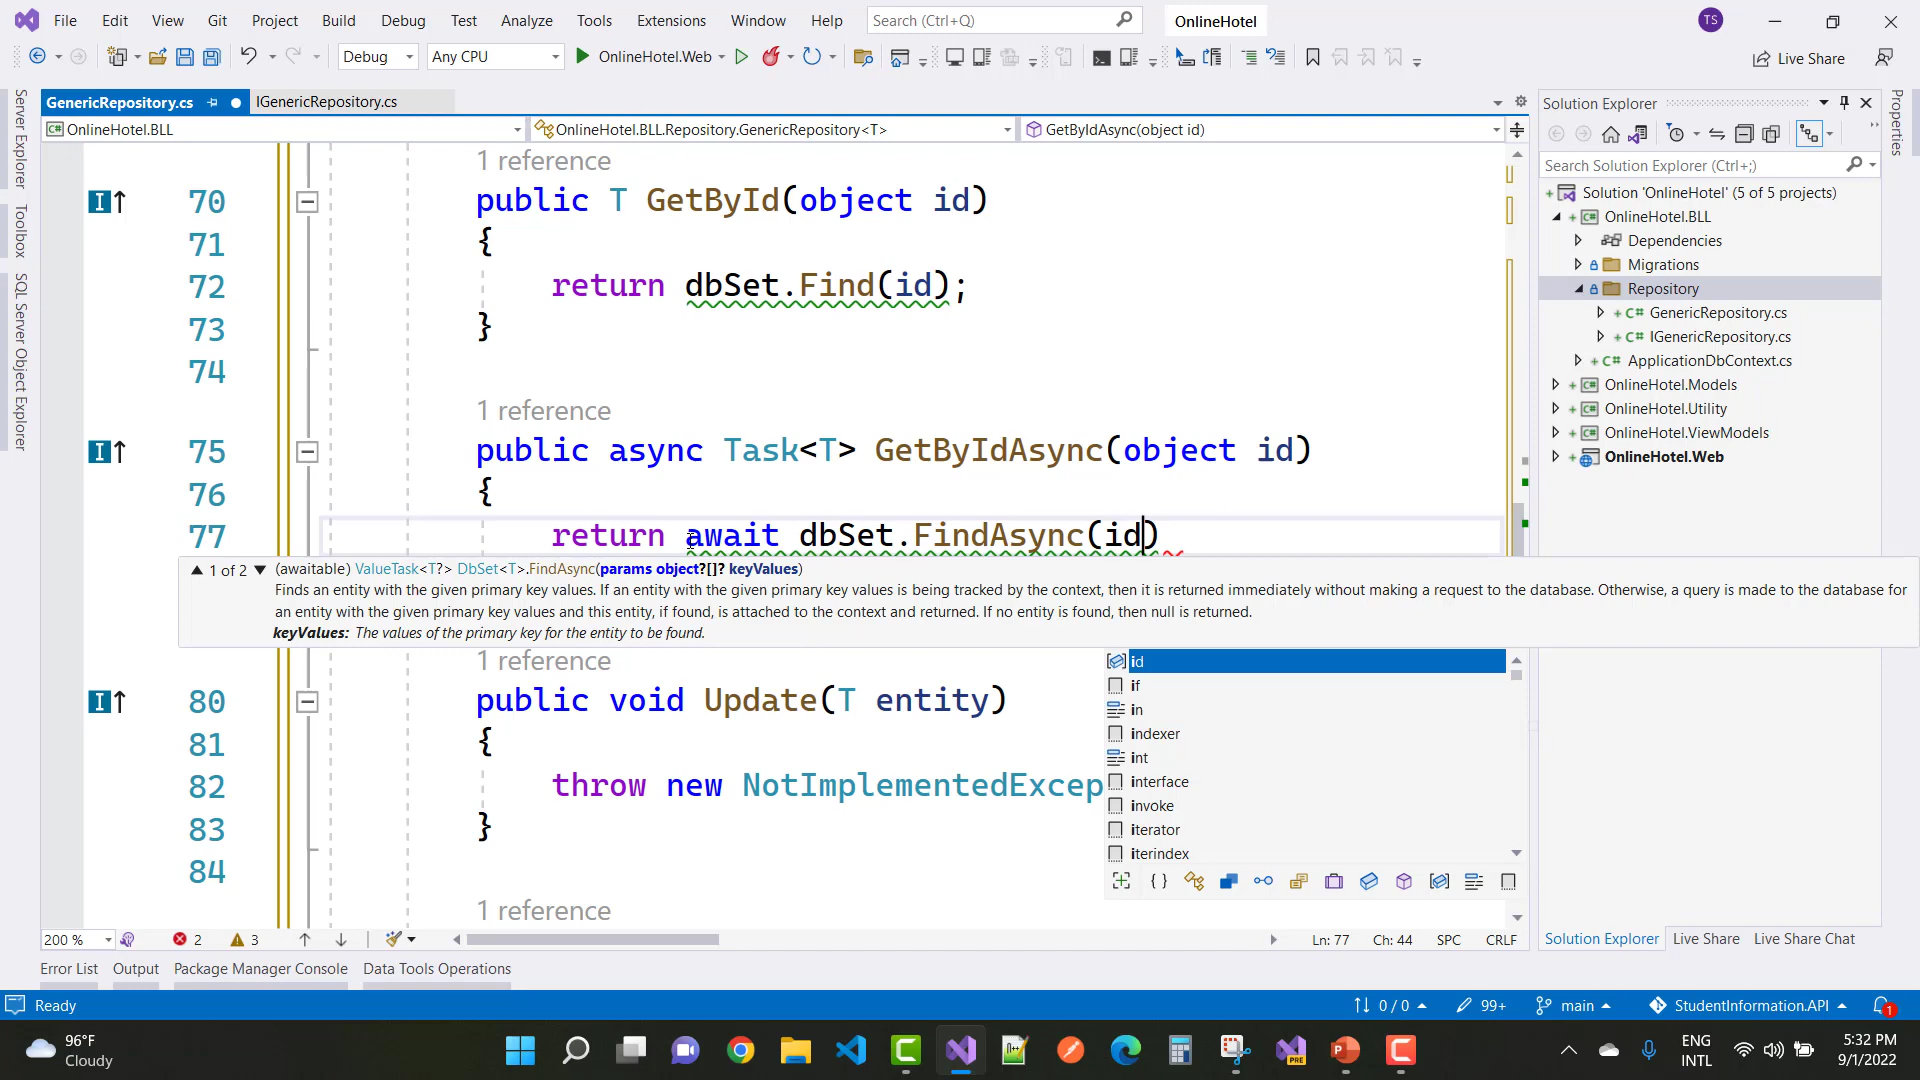 File Edit View Git Project Build Debug Test Analyze Tools Extensions Window Help Search (Ctrl+Q) OnlineHotel TS
Debug Any CPU OnlineHotel.Web Live Share
GenericRepository.cs IGenericRepository.cs
OnlineHotel.BLL OnlineHotel.BLL.Repository.GenericRepository<T> GetByIdAsync(object id)
Server Explorer
Toolbox
SQL Server Object Explorer
1 reference
70 public T GetById(object id)
71 {
72 return dbSet.Find(id);
73 }
74
1 reference
75 public async Task<T> GetByIdAsync(object id)
76 {
77 return await dbSet.FindAsync(id)
1 of 2 (awaitable) ValueTask<T?> DbSet<T>.FindAsync(params object?[]? keyValues)
Finds an entity with the given primary key values. If an entity with the given primary key values is being tracked by the context, then it is returned immediately without making a request to the database. Otherwise, a query is made to the database for
an entity with the given primary key values and this entity, if found, is attached to the context and returned. If no entity is found, then null is returned.
keyValues: The values of the primary key for the entity to be found.
1 reference
80 public void Update(T entity)
81 {
82 throw new NotImplementedExcep
83 }
84
1 reference
id
if
in
indexer
int
interface
invoke
iterator
iterindex
200 % 2 3 Ln: 77 Ch: 44 SPC CRLF
Error List Output Package Manager Console Data Tools Operations
Solution Explorer
Search Solution Explorer (Ctrl+;)
Solution 'OnlineHotel' (5 of 5 projects)
OnlineHotel.BLL
Dependencies
Migrations
Repository
GenericRepository.cs
IGenericRepository.cs
ApplicationDbContext.cs
OnlineHotel.Models
OnlineHotel.Utility
OnlineHotel.ViewModels
OnlineHotel.Web
Solution Explorer Live Share Live Share Chat
Properties
Ready 0 / 0 99+ main StudentInformation.API 1
96°F
Cloudy
PRE
ENG
INTL
5:32 PM
9/1/2022